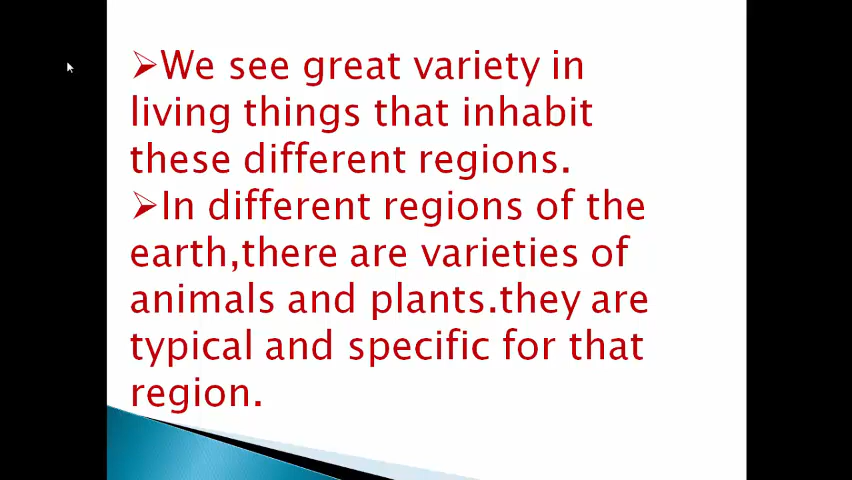 ➢We see great variety in
living things that inhabit
these different regions.
➢In different regions of the
earth,there are varieties of
animals and plants.they are
typical and specific for that
region.